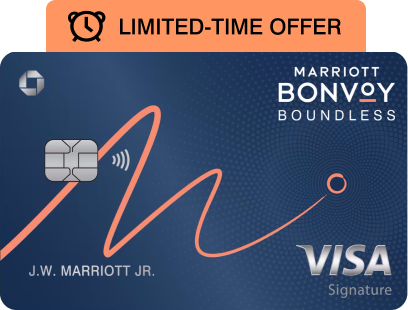 LIMITED-TIME OFFER
MARRIOTT
BONVOY
BOUNDLESS
J.W. MARRIOTT JR.
VISA
Signature